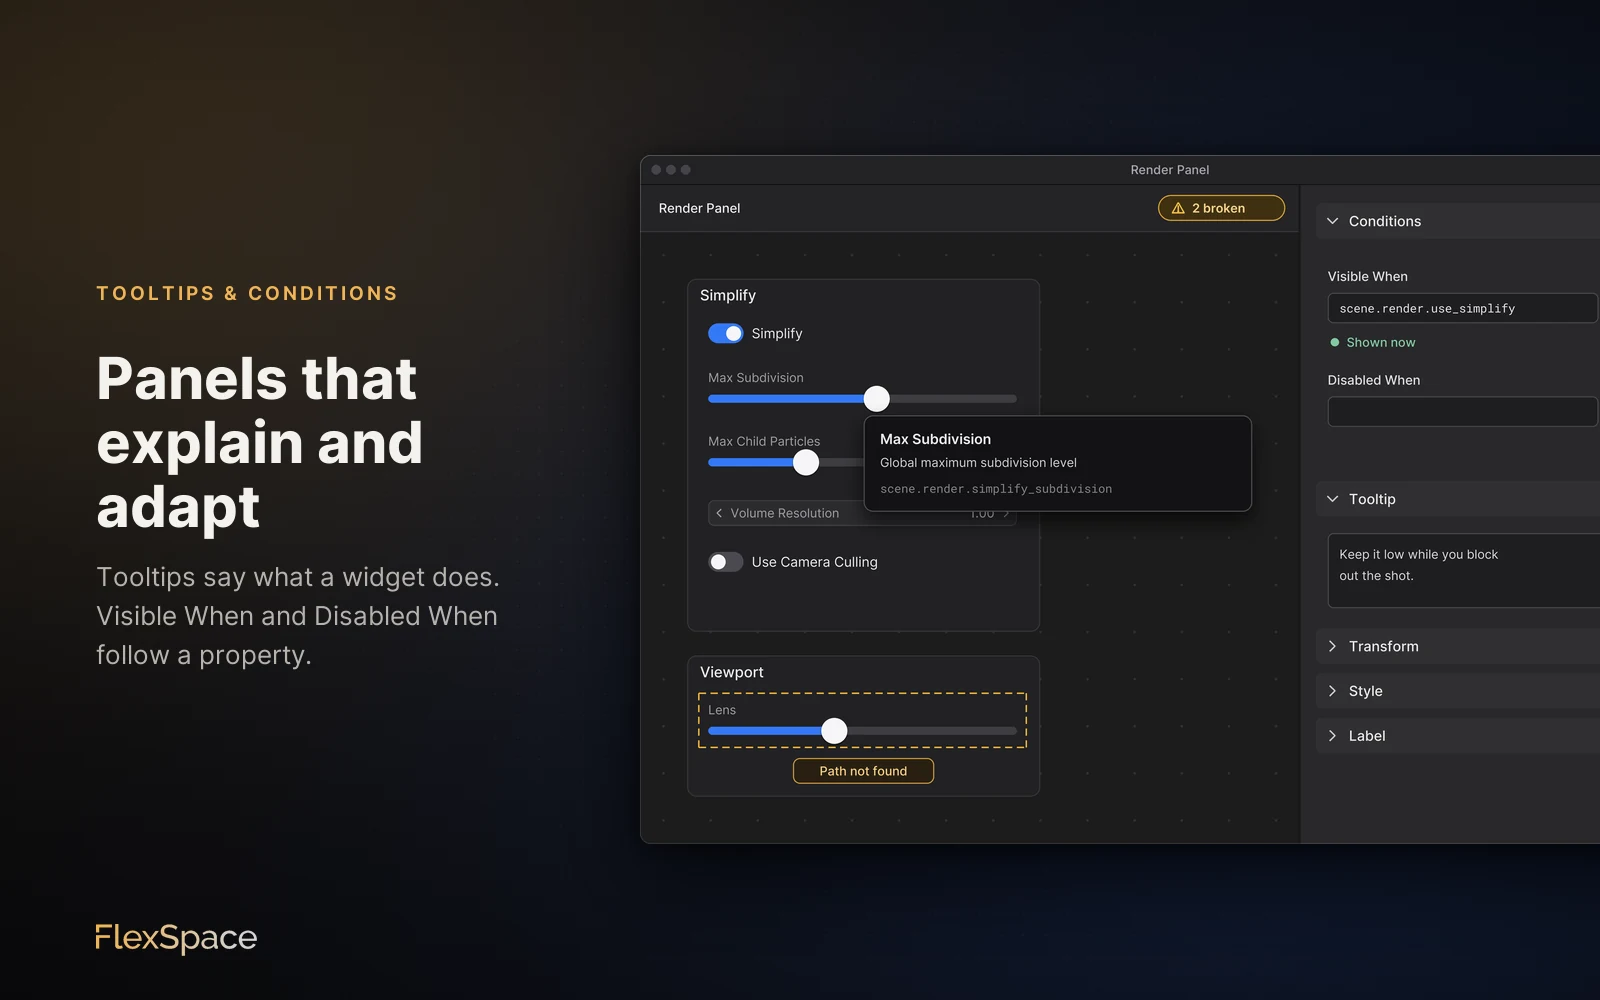 TOOLTIPS & CONDITIONS
Panels that
explain and
adapt
Tooltips say what a widget does.
Visible When and Disabled When
follow a property.
FlexSpace
Render Panel
Render Panel
2 broken
Simplify
Simplify
Max Subdivision
Max Child Particles
Max Subdivision
Global maximum subdivision level
scene.render.simplify_subdivision
Volume Resolution 1.00
Use Camera Culling
Viewport
Lens
Path not found
Conditions
Visible When
scene.render.use_simplify
Shown now
Disabled When
Tooltip
Keep it low while you block
out the shot.
Transform
Style
Label